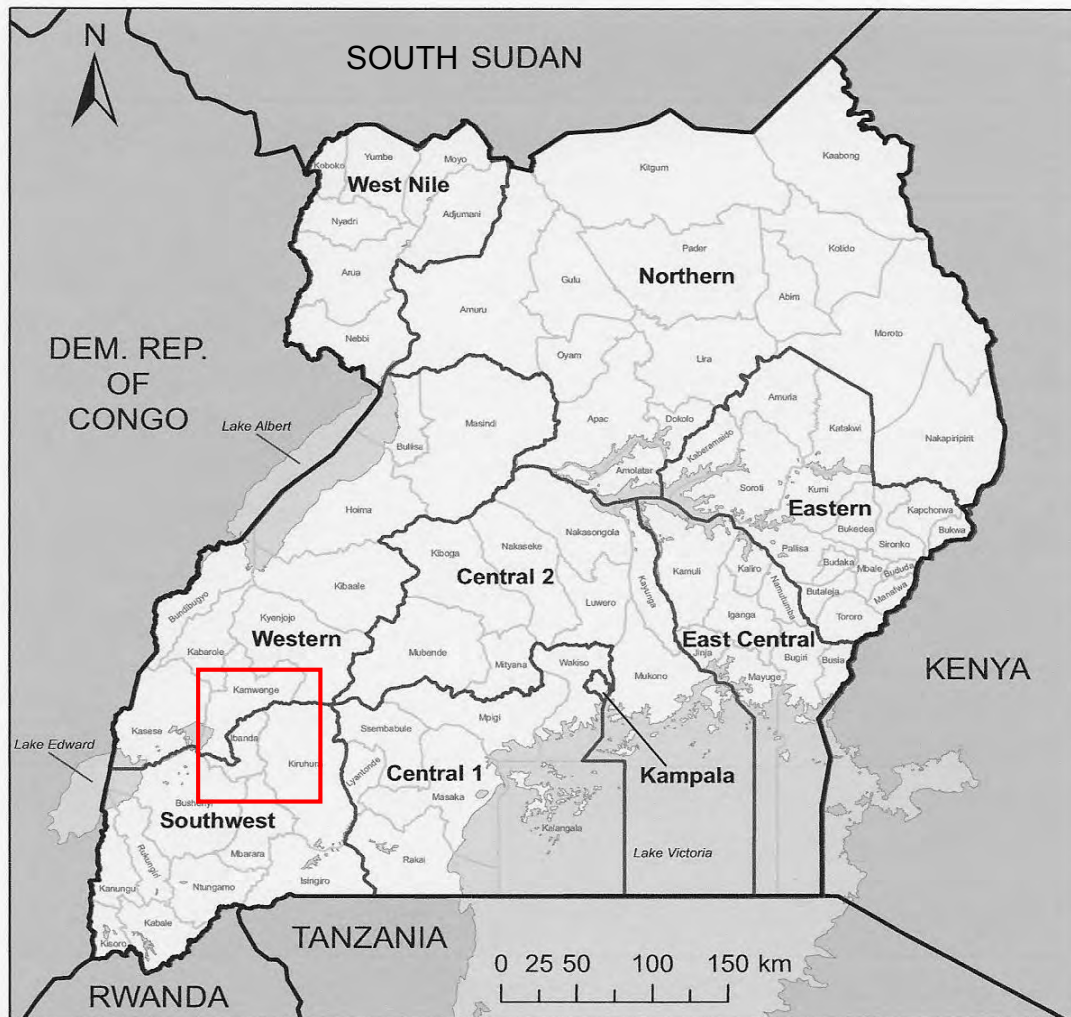 N
SOUTH SUDAN
Koboko
Yumbe
Moyo
West Nile
Adjumani
Nyadri
Arua
Nebbi
Kitgum
Kaabong
Pader
Kotido
Northern
Gulu
Abim
Amuru
Moroto
Oyam
Lira
DEM. REP.
OF
CONGO
Lake Albert
Masindi
Buliisa
Apac
Dokolo
Amuria
Katakwi
Kaberamaido
Nakapiripirit
Amolatar
Soroti
Kumi
Eastern
Kapchorwa
Bukwa
Bukedea
Sironko
Pallisa
Budaka
Mbale
Bududa
Manafwa
Butaleja
Tororo
Hoima
Nakasongola
Kiboga
Nakaseke
Central 2
Kayunga
Kamuli
Kaliro
Namutumba
Kibaale
Bundibugyo
Luwero
Kyenjojo
Western
Iganga
East Central
Kabarole
Mubende
Mityana
Wakiso
Mukono
Jinja
Bugiri
Busia
Mayuge
KENYA
Kamwenge
Kasese
Lake Edward
Ibanda
Kiruhura
Ssembabule
Mpigi
Lyantonde
Central 1
Masaka
Kampala
Bushenyi
Southwest
Kalangala
Lake Victoria
Mbarara
Rakai
Rukungiri
Kanungu
Ntungamo
Isingiro
Kabale
Kisoro
TANZANIA
RWANDA
0 25 50 100 150 km